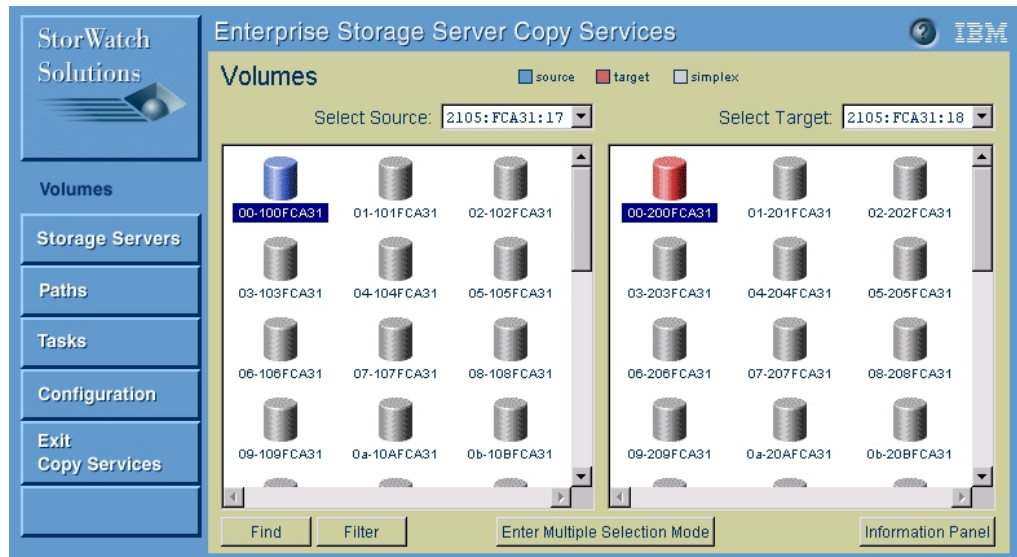 StorWatch
Solutions
Enterprise Storage Server Copy Services
? IBM
Volumes
source target simplex
Select Source: 2105:FCA31:17
Select Target: 2105:FCA31:18
Volumes
Storage Servers
Paths
Tasks
Configuration
Exit
Copy Services
00-100FCA31 01-101FCA31 02-102FCA31
03-103FCA31 04-104FCA31 05-105FCA31
06-106FCA31 07-107FCA31 08-108FCA31
09-109FCA31 0a-10AFCA31 0b-10BFCA31
00-200FCA31 01-201FCA31 02-202FCA31
03-203FCA31 04-204FCA31 05-205FCA31
06-206FCA31 07-207FCA31 08-208FCA31
09-209FCA31 0a-20AFCA31 0b-20BFCA31
Find Filter Enter Multiple Selection Mode Information Panel